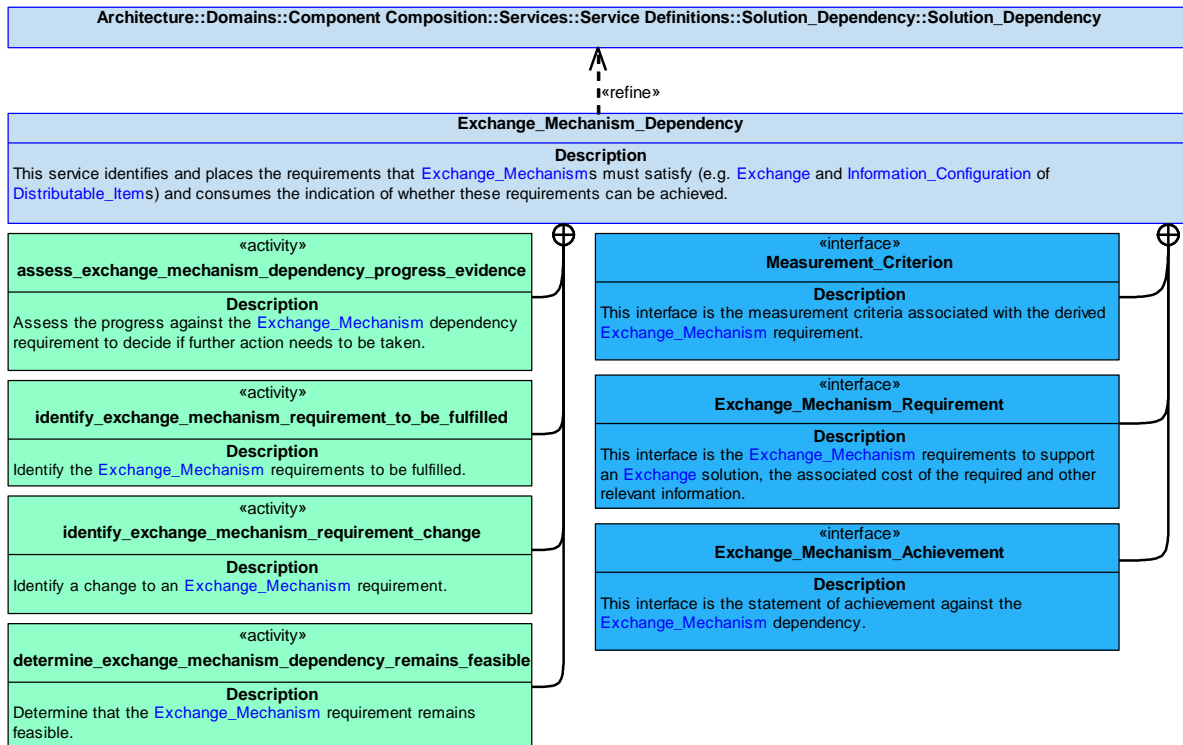 Architecture::Domains::Component Composition::Services::Service Definitions::Solution_Dependency::Solution_Dependency
«refine»
Exchange_Mechanism_Dependency
Description
This service identifies and places the requirements that Exchange_Mechanisms must satisfy (e.g. Exchange and Information_Configuration of
Distributable_Items) and consumes the indication of whether these requirements can be achieved.
«activity»
assess_exchange_mechanism_dependency_progress_evidence
Description
Assess the progress against the Exchange_Mechanism dependency
requirement to decide if further action needs to be taken.
«activity»
identify_exchange_mechanism_requirement_to_be_fulfilled
Description
Identify the Exchange_Mechanism requirements to be fulfilled.
«activity»
identify_exchange_mechanism_requirement_change
Description
Identify a change to an Exchange_Mechanism requirement.
«activity»
determine_exchange_mechanism_dependency_remains_feasible
Description
Determine that the Exchange_Mechanism requirement remains
feasible.
«interface»
Measurement_Criterion
Description
This interface is the measurement criteria associated with the derived
Exchange_Mechanism requirement.
«interface»
Exchange_Mechanism_Requirement
Description
This interface is the Exchange_Mechanism requirements to support
an Exchange solution, the associated cost of the required and other
relevant information.
«interface»
Exchange_Mechanism_Achievement
Description
This interface is the statement of achievement against the
Exchange_Mechanism dependency.